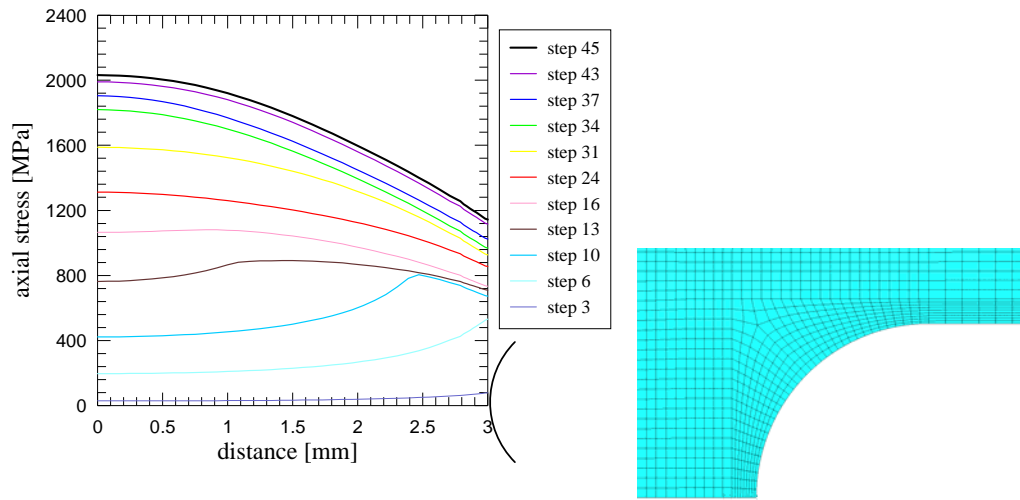 2400
2000
1600
1200
800
400
0
axial stress [MPa]
0 0.5 1 1.5 2 2.5 3
distance [mm]
step 45
step 43
step 37
step 34
step 31
step 24
step 16
step 13
step 10
step 6
step 3